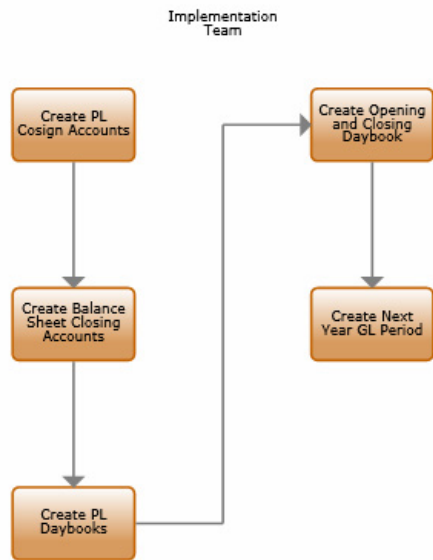 Implementation
Team
Create PL
Cosign Accounts
Create Balance
Sheet Closing
Accounts
Create PL
Daybooks
Create Opening
and Closing
Daybook
Create Next
Year GL Period